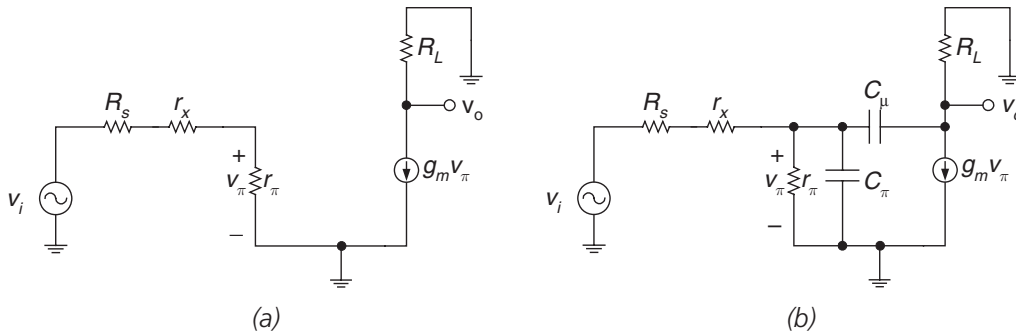 R_L
v_o
R_s
r_x
+
v_π
r_π
−
g_m v_π
v_i
(a)
R_L
v_o
C_μ
R_s
r_x
+
v_π
r_π
−
C_π
g_m v_π
v_i
(b)